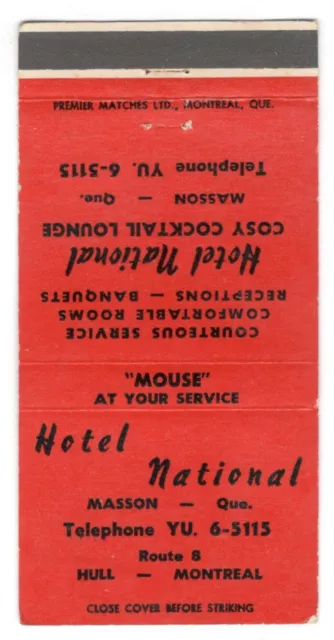 PREMIER MATCHES LTD., MONTREAL, QUE.
COURTEOUS SERVICE
COMFORTABLE ROOMS
RECEPTIONS — BANQUETS
Hotel National
COSY COCKTAIL LOUNGE
MASSON — Que.
Telephone YU. 6-5115
"MOUSE"
AT YOUR SERVICE
Hotel
National
MASSON — Que.
Telephone YU. 6-5115
Route 8
HULL — MONTREAL
CLOSE COVER BEFORE STRIKING